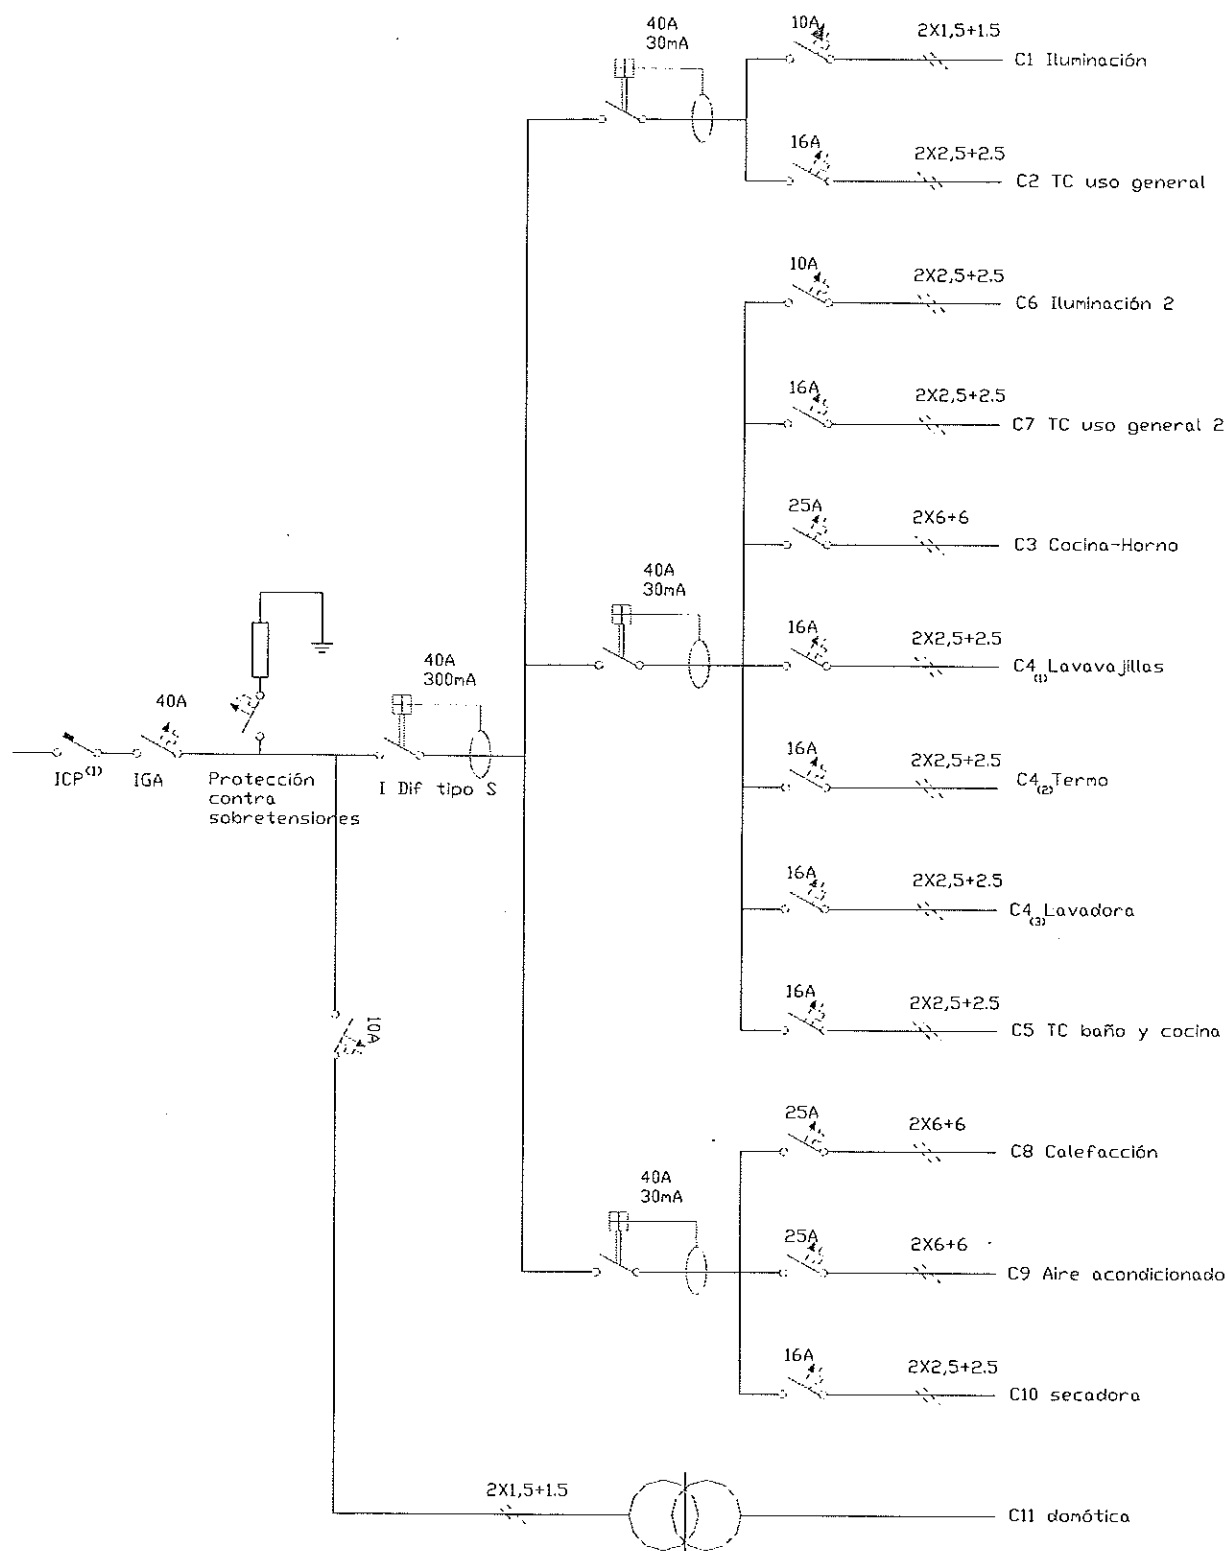 40A
30mA
10A
2X1,5+1.5
C1 Iluminación
16A
2X2,5+2.5
C2 TC uso general
10A
2X2,5+2.5
C6 Iluminación 2
16A
2X2,5+2.5
C7 TC uso general 2
25A
2X6+6
C3 Cocina-Horno
40A
30mA
16A
2X2,5+2.5
C4(1) Lavavajillas
40A
300mA
40A
ICP(1)
IGA
Protección
contra
sobretensiones
I Dif tipo S
16A
2X2,5+2.5
C4(2) Termo
16A
2X2,5+2.5
C4(3) Lavadora
10A
16A
2X2,5+2.5
C5 TC baño y cocina
25A
2X6+6
C8 Calefacción
40A
30mA
25A
2X6+6
C9 Aire acondicionado
16A
2X2,5+2.5
C10 secadora
2X1,5+1.5
C11 domótica